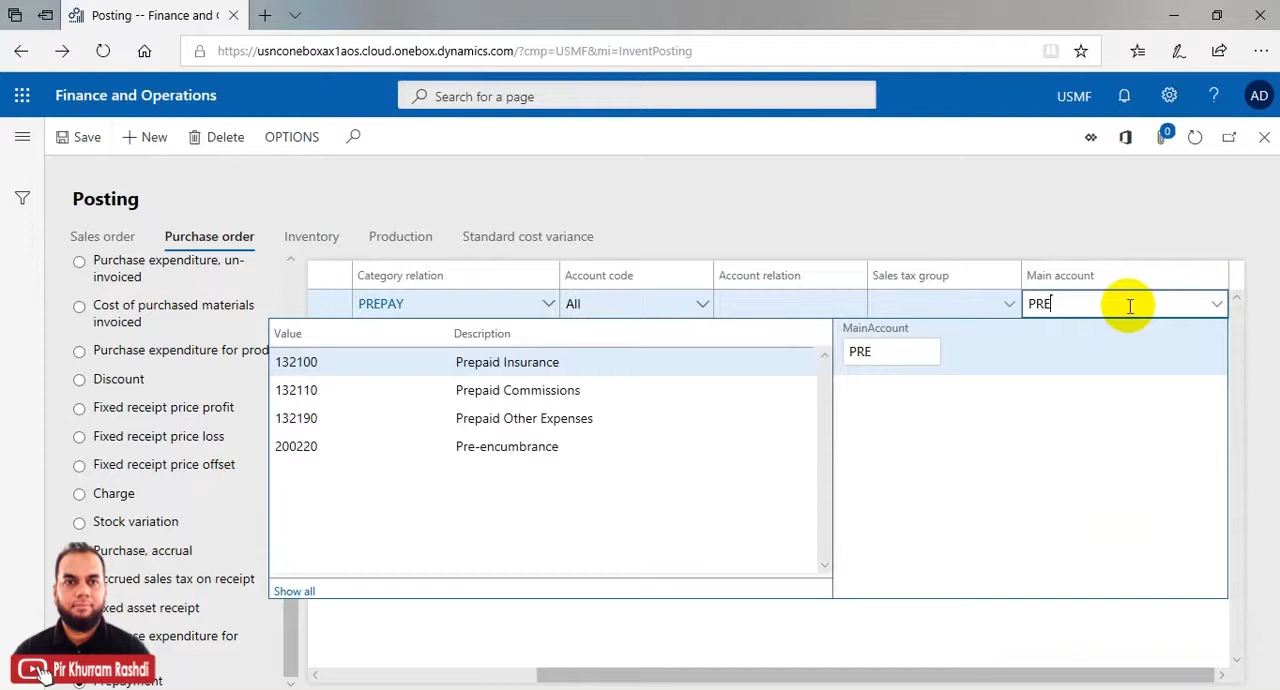 Posting -- Finance and O
https://usnconeboxax1aos.cloud.onebox.dynamics.com/?cmp=USMF&mi=InventPosting
Finance and Operations
Search for a page
USMF
AD
Save
New
Delete
OPTIONS
0
Posting
Sales order
Purchase order
Inventory
Production
Standard cost variance
Purchase expenditure, un-
invoiced
Cost of purchased materials
invoiced
Purchase expenditure for prod
Discount
Fixed receipt price profit
Fixed receipt price loss
Fixed receipt price offset
Charge
Stock variation
Purchase, accrual
ccrued sales tax on receipt
ixed asset receipt
ase expenditure for
Prepayment
Category relation
Account code
Account relation
Sales tax group
Main account
PREPAY
All
PRE
Value
Description
132100
Prepaid Insurance
132110
Prepaid Commissions
132190
Prepaid Other Expenses
200220
Pre-encumbrance
Show all
MainAccount
PRE
Pir Khurram Rashdi